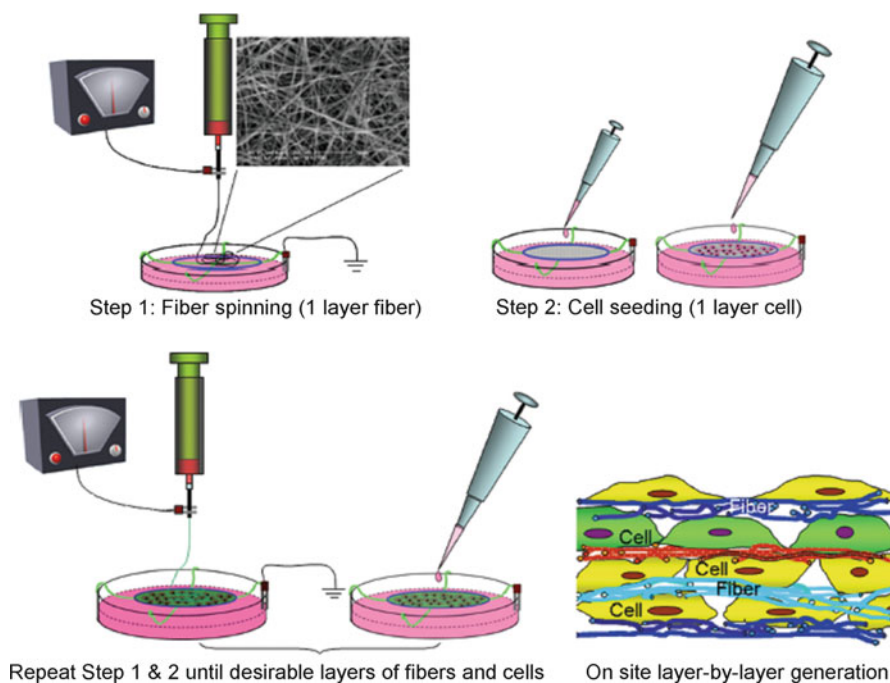 Step 1: Fiber spinning (1 layer fiber)
Step 2: Cell seeding (1 layer cell)
Fiber
Cell
Cell
Fiber
Cell
Repeat Step 1 & 2 until desirable layers of fibers and cells
On site layer-by-layer generation